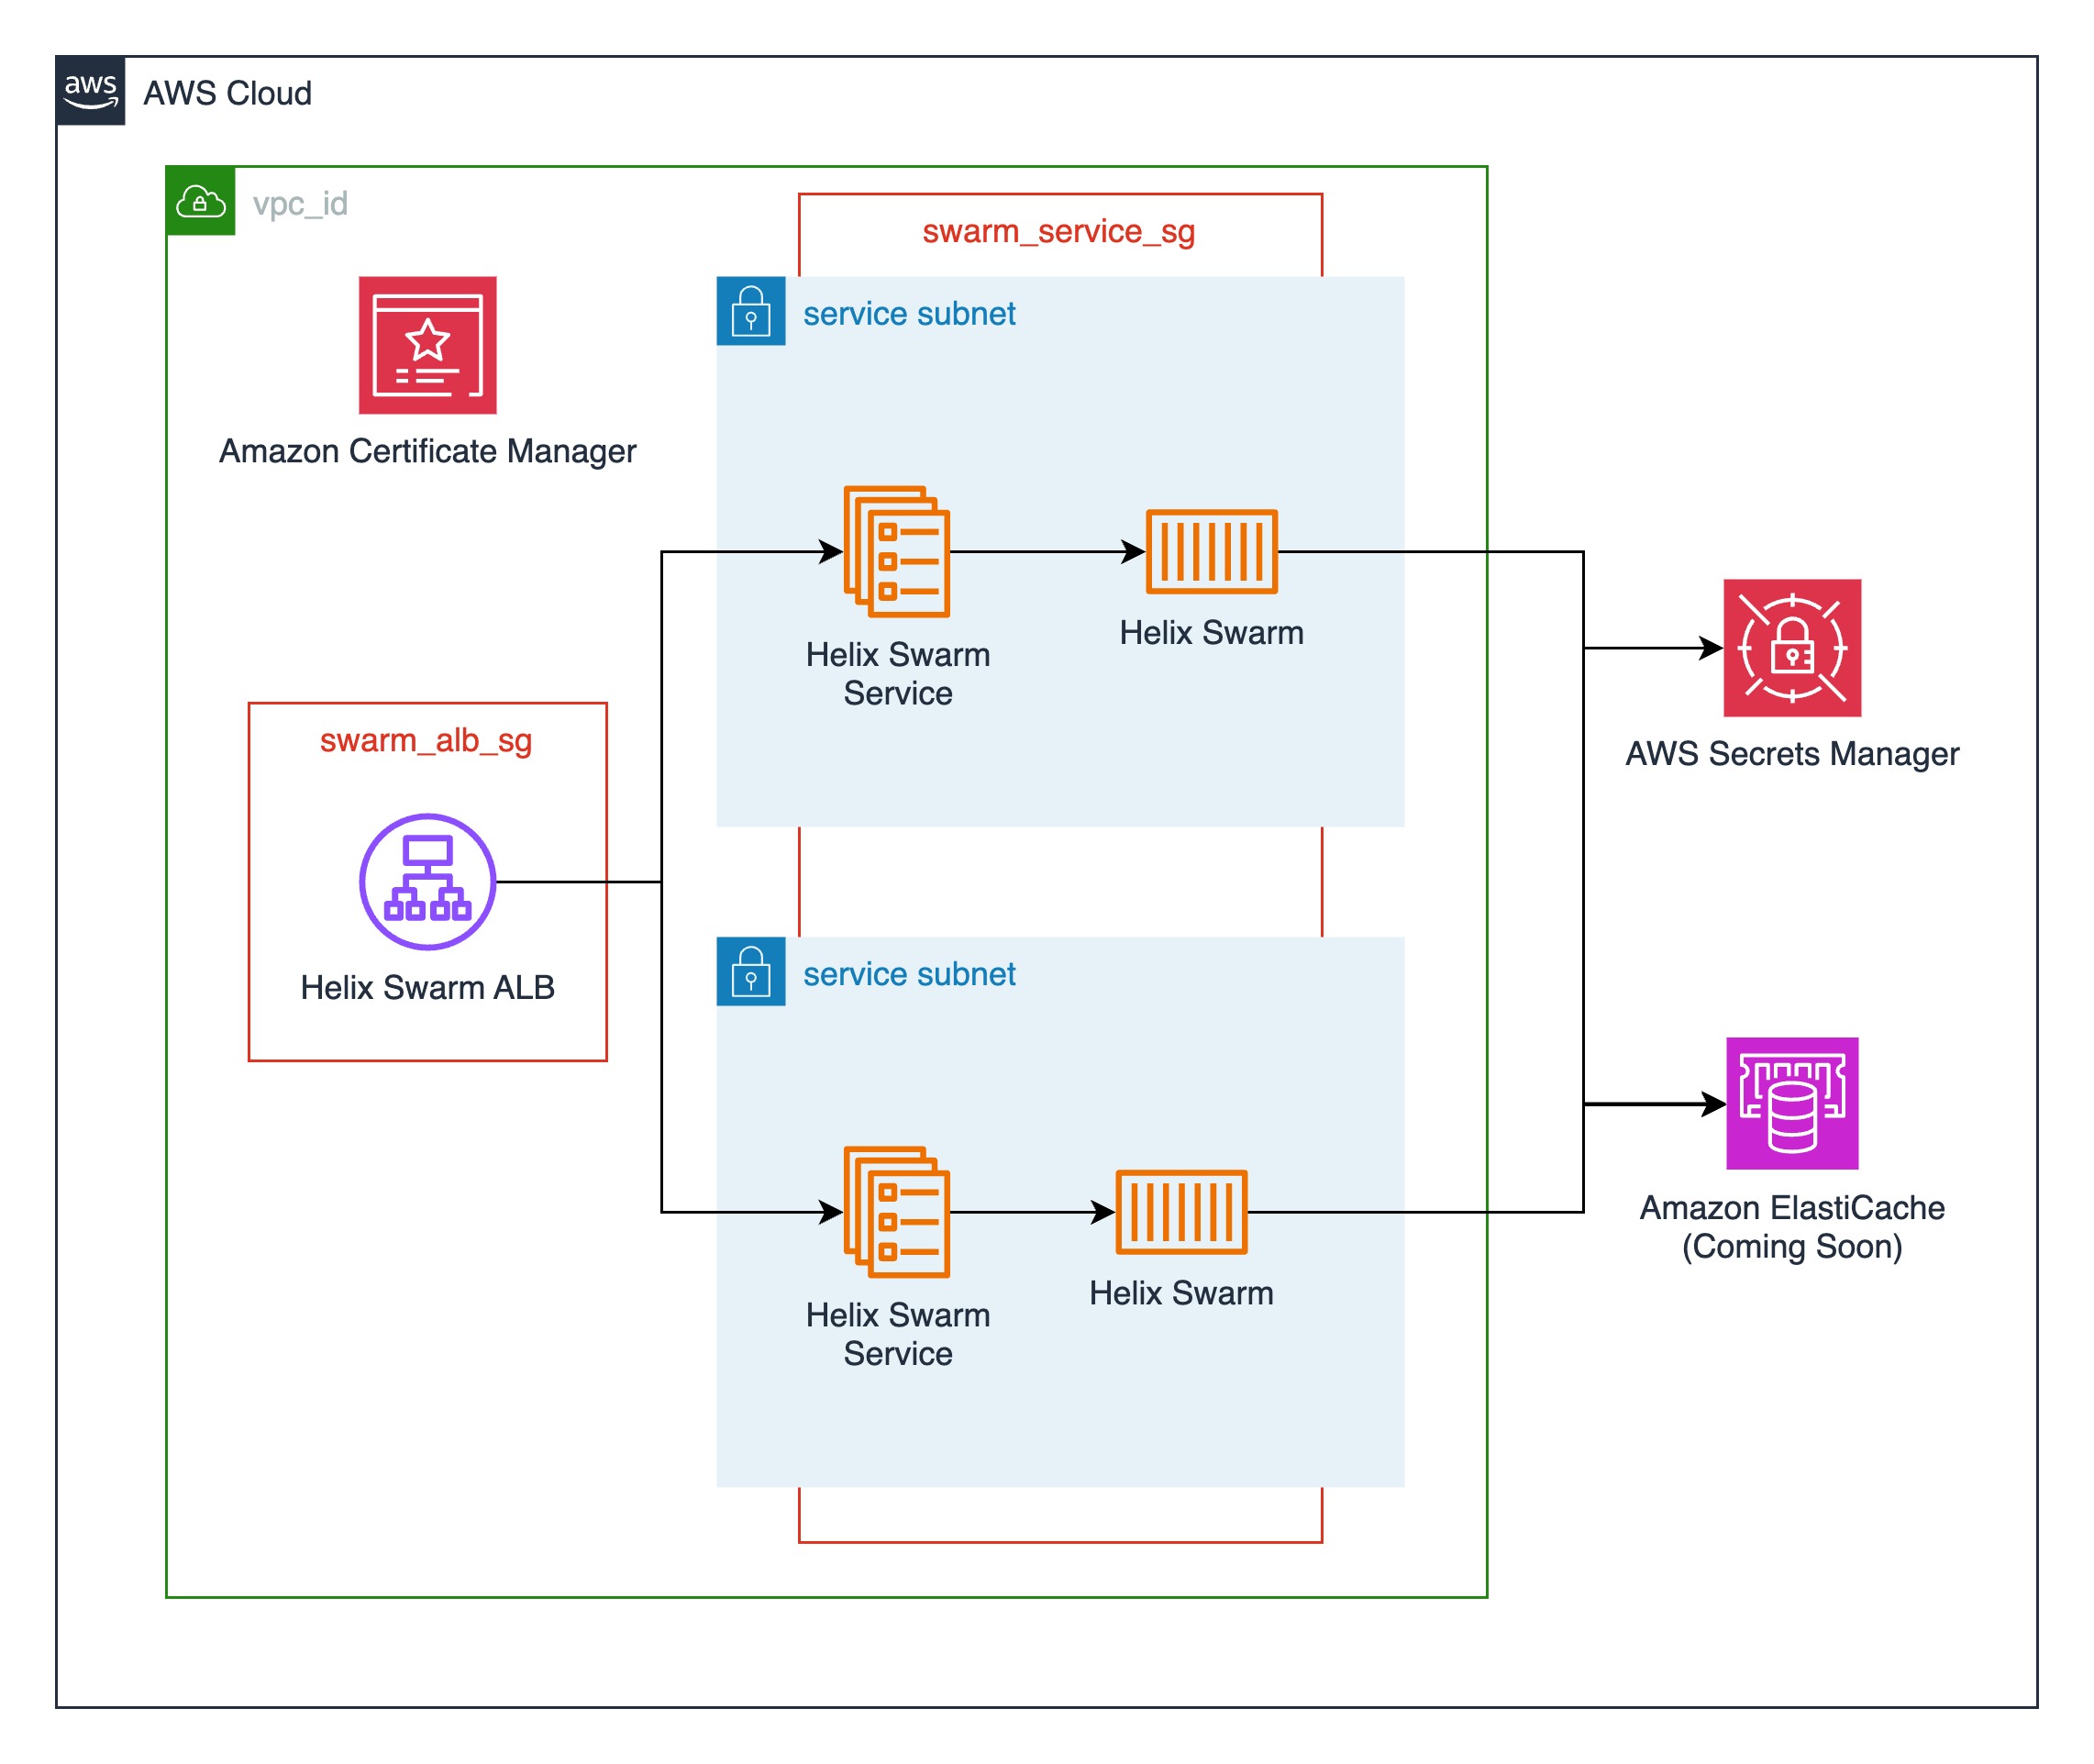 aws
AWS Cloud
vpc_id
swarm_service_sg
service subnet
Amazon Certificate Manager
Helix Swarm
Service
Helix Swarm
AWS Secrets Manager
swarm_alb_sg
Helix Swarm ALB
service subnet
Helix Swarm
Service
Helix Swarm
Amazon ElastiCache
(Coming Soon)